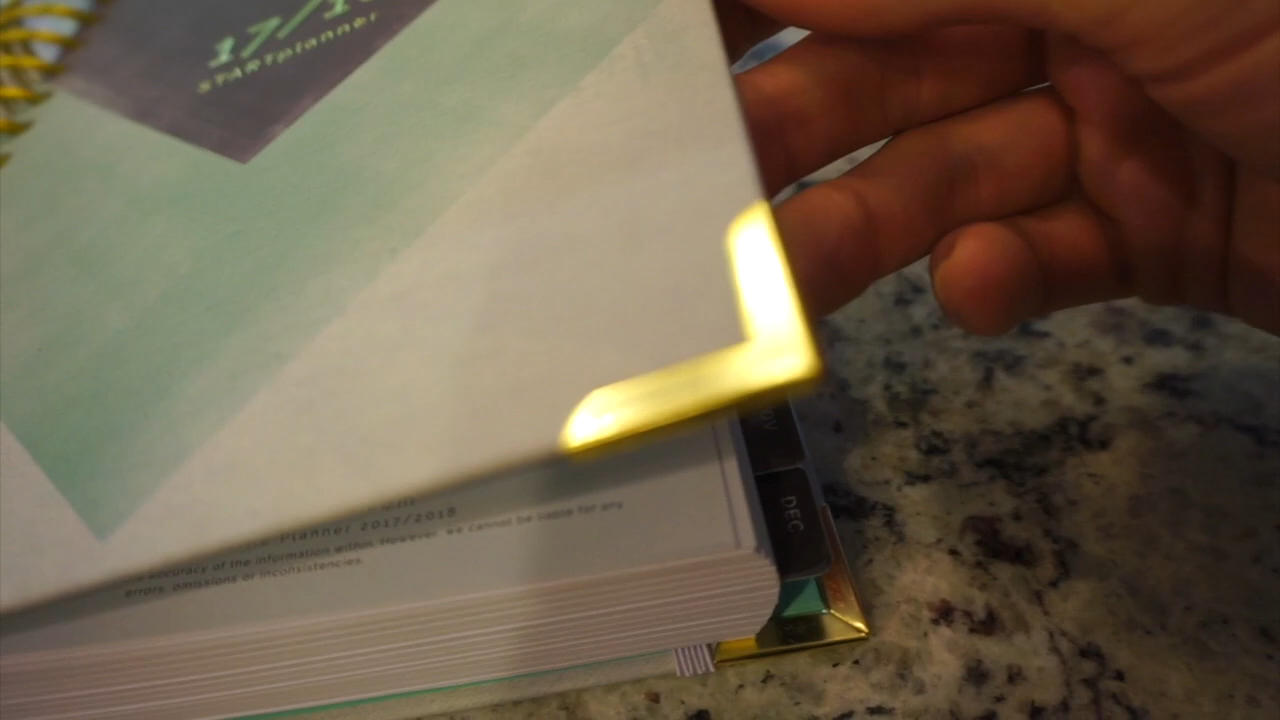 17/18
STARTplanner
Planner 2017/2018
accuracy of the information within. However, we cannot be liable for any
errors, omissions or inconsistencies.
DEC